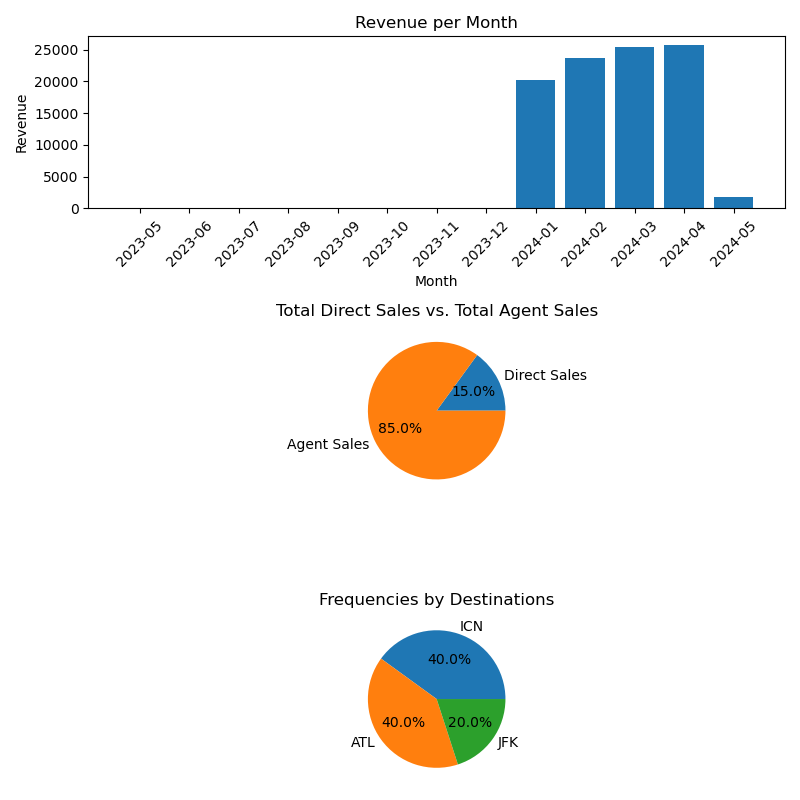 Revenue per Month
25000
20000
15000
10000
5000
0
Revenue
2023-05
2023-06
2023-07
2023-08
2023-09
2023-10
2023-11
2023-12
2024-01
2024-02
2024-03
2024-04
2024-05
Month
Total Direct Sales vs. Total Agent Sales
Direct Sales
15.0%
85.0%
Agent Sales
Frequencies by Destinations
ICN
40.0%
40.0%
20.0%
ATL
JFK